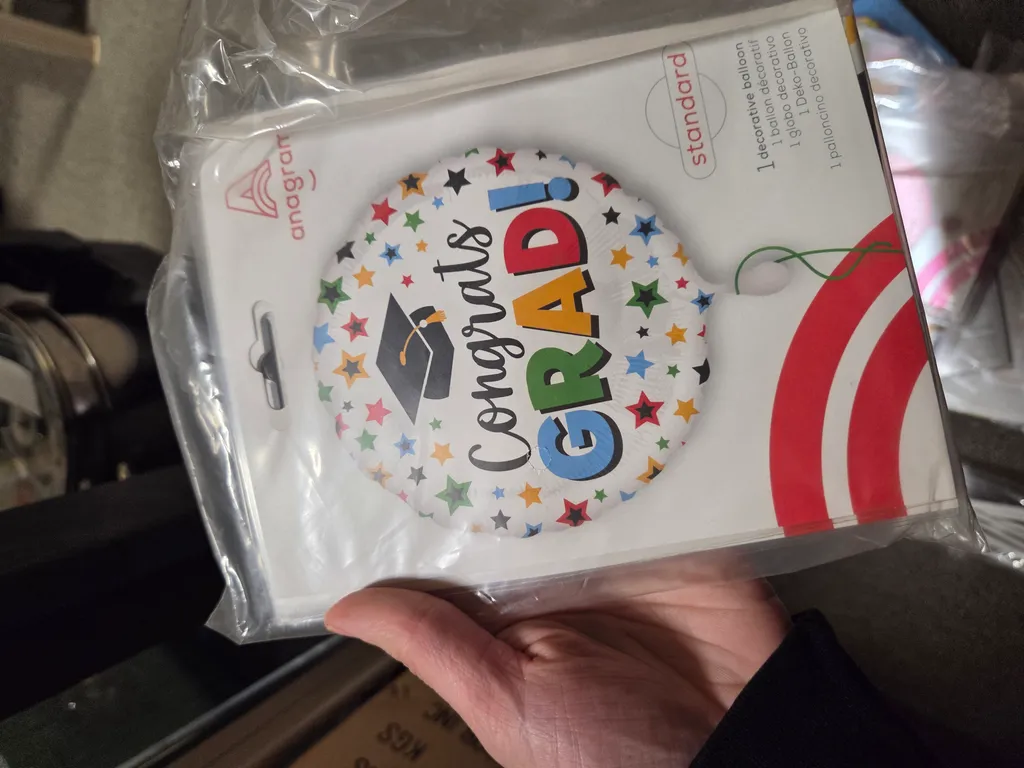 anagram
Congrats
GRAD!
standard
1 decorative balloon
1 ballon décoratif
1 globo decorativo
1 Deko-Ballon
1 palloncino decorativo
KGS